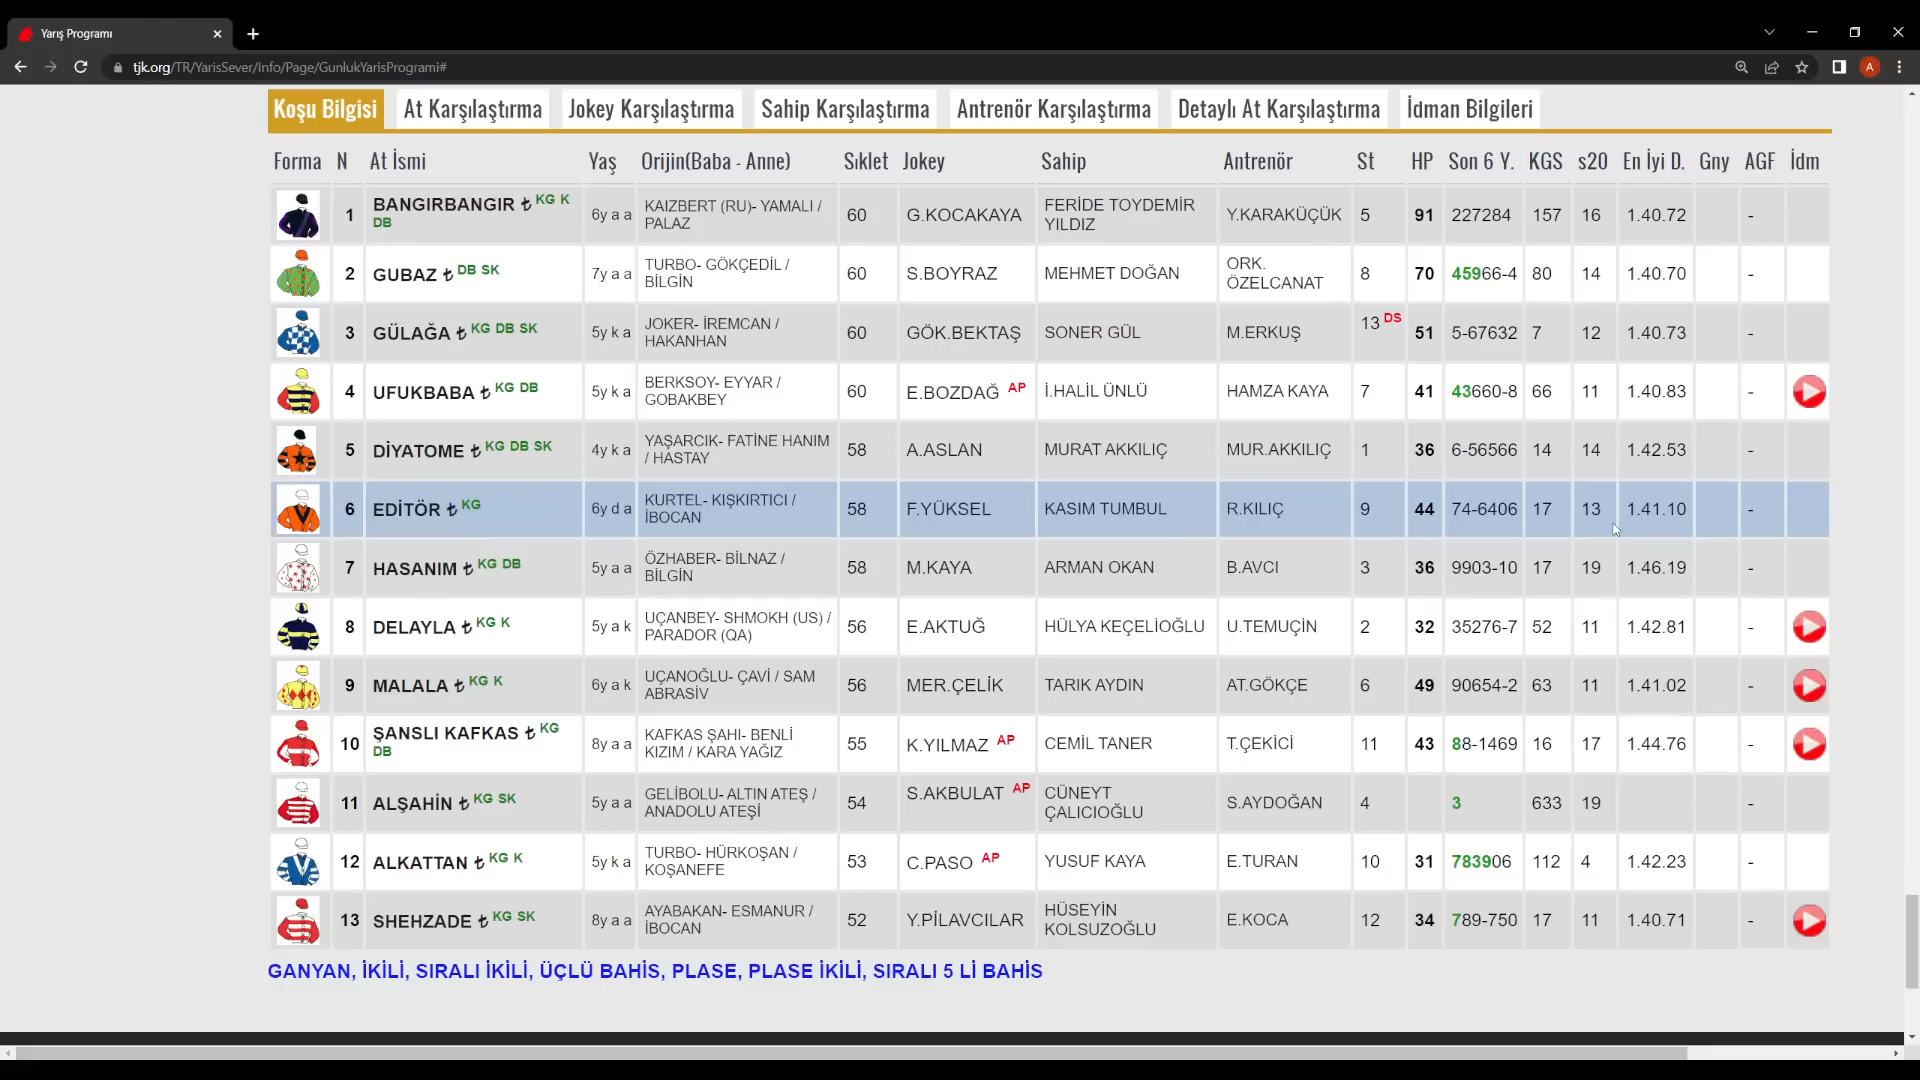 Yarış Programı
tjk.org/TR/YarisSever/Info/Page/GunlukYarisProgrami#
A
Koşu Bilgisi At Karşılaştırma Jokey Karşılaştırma Sahip Karşılaştırma Antrenör Karşılaştırma Detaylı At Karşılaştırma İdman Bilgileri
Forma N At İsmi Yaş Orijin(Baba - Anne) Sıklet Jokey Sahip Antrenör St HP Son 6 Y. KGS s20 En İyi D. Gny AGF İdm
1 BANGIRBANGIR ₺ KG K DB 6y a a KAIZBERT (RU)- YAMALI / PALAZ 60 G.KOCAKAYA FERİDE TOYDEMİR YILDIZ Y.KARAKÜÇÜK 5 91 227284 157 16 1.40.72 -
2 GUBAZ ₺ DB SK 7y a a TURBO- GÖKÇEDİL / BİLGİN 60 S.BOYRAZ MEHMET DOĞAN ORK. ÖZELCANAT 8 70 45966-4 80 14 1.40.70 -
3 GÜLAĞA ₺ KG DB SK 5y k a JOKER- İREMCAN / HAKANHAN 60 GÖK.BEKTAŞ SONER GÜL M.ERKUŞ 13 DS 51 5-67632 7 12 1.40.73 -
4 UFUKBABA ₺ KG DB 5y k a BERKSOY- EYYAR / GOBAKBEY 60 E.BOZDAĞ AP İ.HALİL ÜNLÜ HAMZA KAYA 7 41 43660-8 66 11 1.40.83 -
5 DİYATOME ₺ KG DB SK 4y k a YAŞARCIK- FATİNE HANIM / HASTAY 58 A.ASLAN MURAT AKKILIÇ MUR.AKKILIÇ 1 36 6-56566 14 14 1.42.53 -
6 EDİTÖR ₺ KG 6y d a KURTEL- KIŞKIRTICI / İBOCAN 58 F.YÜKSEL KASIM TUMBUL R.KILIÇ 9 44 74-6406 17 13 1.41.10 -
7 HASANIM ₺ KG DB 5y a a ÖZHABER- BİLNAZ / BİLGİN 58 M.KAYA ARMAN OKAN B.AVCI 3 36 9903-10 17 19 1.46.19 -
8 DELAYLA ₺ KG K 5y a k UÇANBEY- SHMOKH (US) / PARADOR (QA) 56 E.AKTUĞ HÜLYA KEÇELİOĞLU U.TEMUÇİN 2 32 35276-7 52 11 1.42.81 -
9 MALALA ₺ KG K 6y a k UÇANOĞLU- ÇAVİ / SAM ABRASİV 56 MER.ÇELİK TARIK AYDIN AT.GÖKÇE 6 49 90654-2 63 11 1.41.02 -
10 ŞANSLI KAFKAS ₺ KG DB 8y a a KAFKAS ŞAHI- BENLİ KIZIM / KARA YAĞIZ 55 K.YILMAZ AP CEMİL TANER T.ÇEKİCİ 11 43 88-1469 16 17 1.44.76 -
11 ALŞAHİN ₺ KG SK 5y a a GELİBOLU- ALTIN ATEŞ / ANADOLU ATEŞİ 54 S.AKBULAT AP CÜNEYT ÇALICIOĞLU S.AYDOĞAN 4 3 633 19 -
12 ALKATTAN ₺ KG K 5y k a TURBO- HÜRKOŞAN / KOŞANEFE 53 C.PASO AP YUSUF KAYA E.TURAN 10 31 783906 112 4 1.42.23 -
13 SHEHZADE ₺ KG SK 8y a a AYABAKAN- ESMANUR / İBOCAN 52 Y.PİLAVCILAR HÜSEYİN KOLSUZOĞLU E.KOCA 12 34 789-750 17 11 1.40.71 -
GANYAN, İKİLİ, SIRALI İKİLİ, ÜÇLÜ BAHİS, PLASE, PLASE İKİLİ, SIRALI 5 Lİ BAHİS